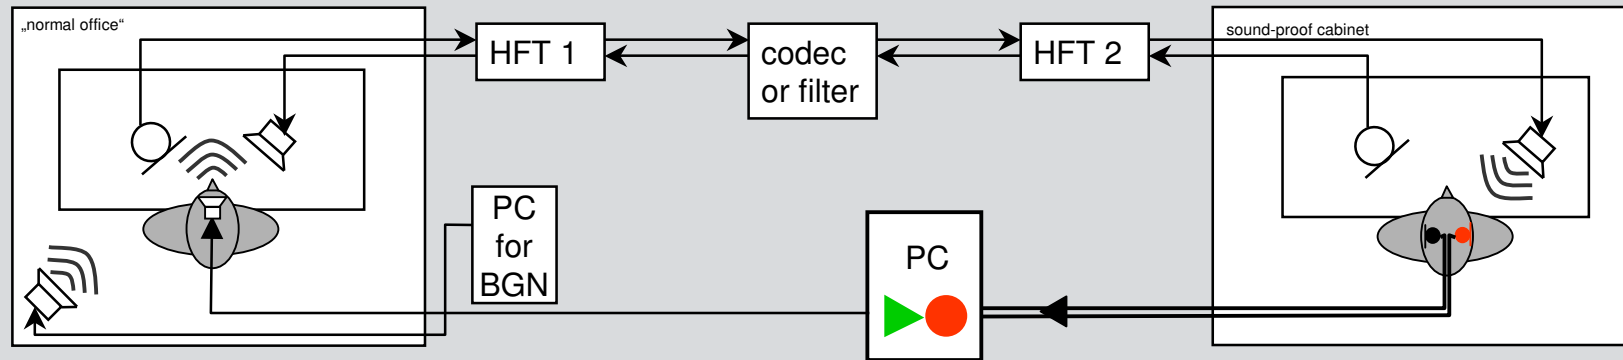 „normal office“
HFT 1
codec
or filter
HFT 2
sound-proof cabinet
PC
for
BGN
PC